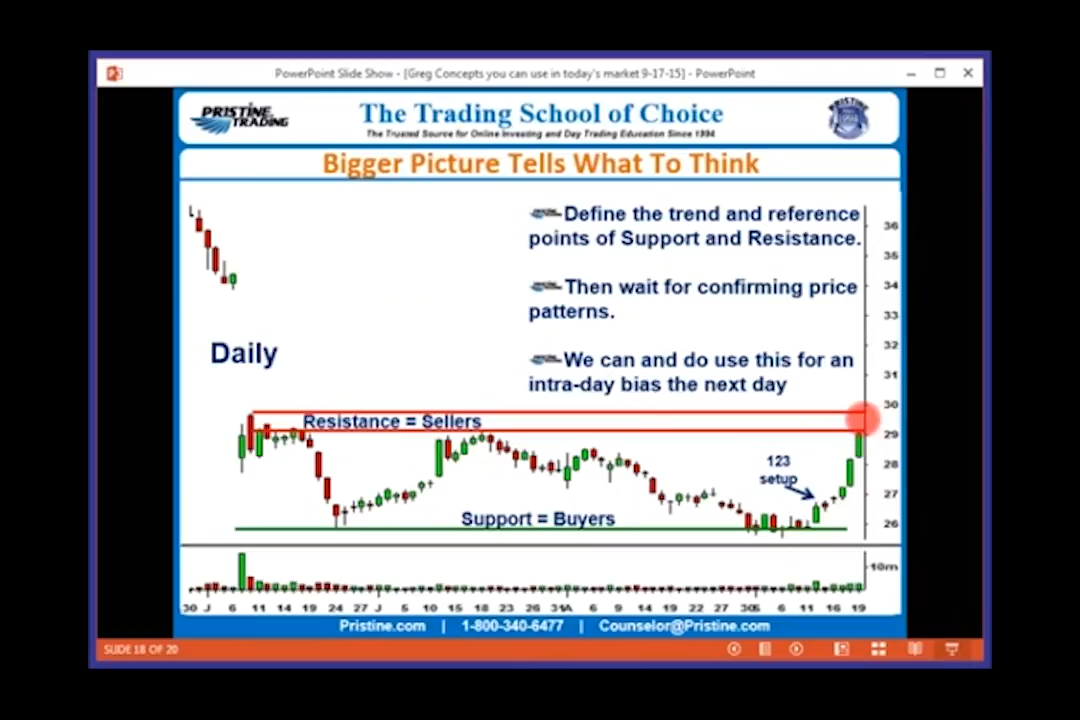 PowerPoint Slide Show - [Greg Concepts you can use in today's market 9-17-15] - PowerPoint
PRISTINE TRADING
The Trading School of Choice
The Trusted Source for Online Investing and Day Trading Education Since 1994
PRISTINE
Bigger Picture Tells What To Think
Define the trend and reference
points of Support and Resistance.
Then wait for confirming price
patterns.
We can and do use this for an
intra-day bias the next day
Daily
36
35
34
33
32
31
30
29
28
27
26
Resistance = Sellers
123
setup
Support = Buyers
10m
30 J 6 11 14 19 24 27 J 5 10 15 18 23 26 31A 6 9 14 19 22 27 30S 6 11 16 19
Pristine.com | 1-800-340-6477 | Counselor@Pristine.com
SLIDE 18 OF 20